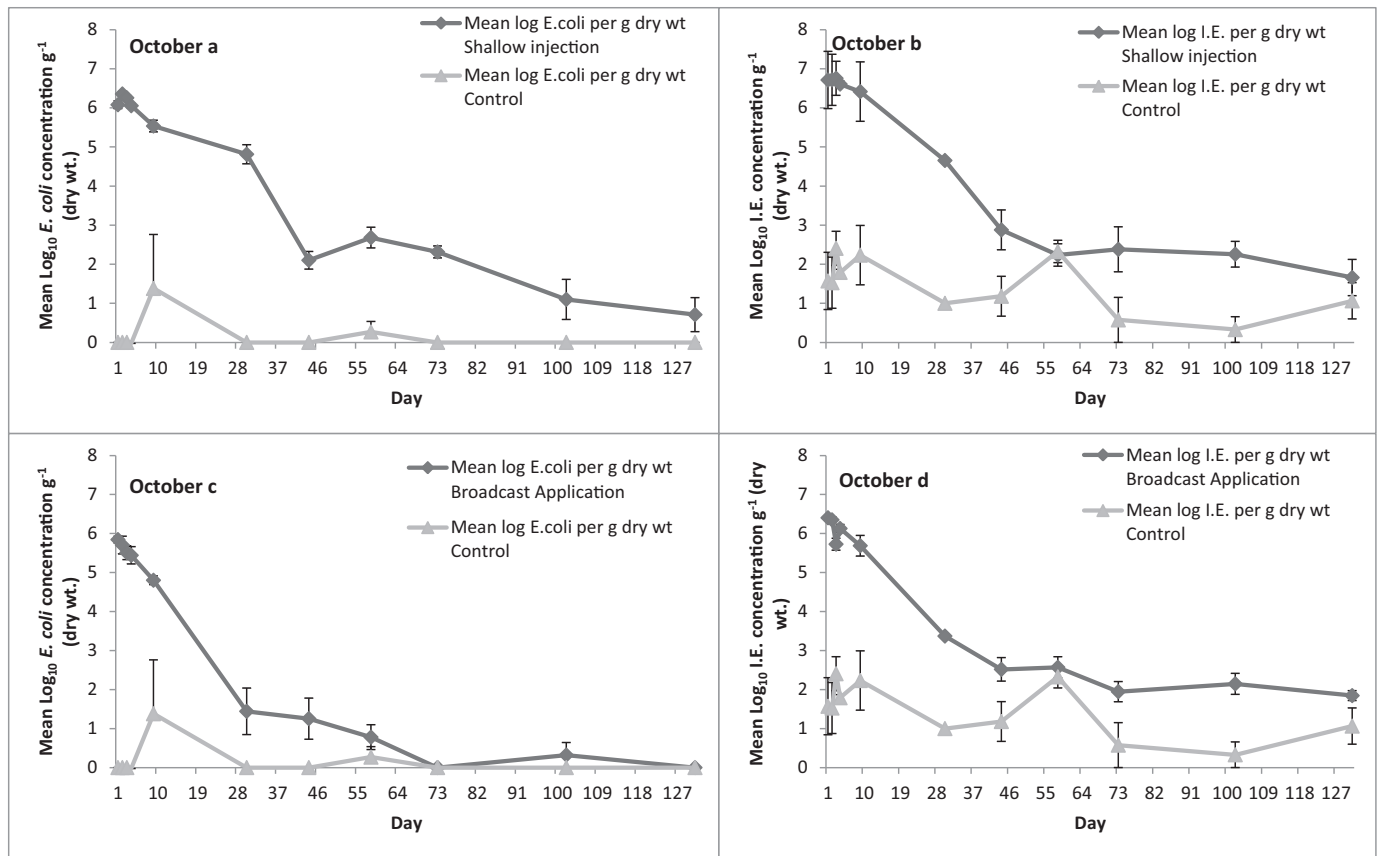 October a
Mean log E.coli per g dry wt
Shallow injection
Mean log E.coli per g dry wt
Control
Mean Log10 E. coli concentration g-1
(dry wt.)
8
7
6
5
4
3
2
1
0
1 10 19 28 37 46 55 64 73 82 91 100 109 118 127
Day
October b
Mean log I.E. per g dry wt
Shallow injection
Mean log I.E. per g dry wt
Control
Mean Log10 I.E. concentration g-1
(dry wt.)
8
7
6
5
4
3
2
1
0
1 10 19 28 37 46 55 64 73 82 91 100 109 118 127
Day
October c
Mean log E.coli per g dry wt
Broadcast Application
Mean log E.coli per g dry wt
Control
Mean Log10 E. coli concentration g-1
(dry wt.)
8
7
6
5
4
3
2
1
0
1 10 19 28 37 46 55 64 73 82 91 100 109 118 127
Day
October d
Mean log I.E. per g dry wt
Broadcast Application
Mean log I.E. per g dry wt
Control
Mean Log10 I.E. concentration g-1 (dry
wt.)
8
7
6
5
4
3
2
1
0
1 10 19 28 37 46 55 64 73 82 91 100 109 118 127
Day